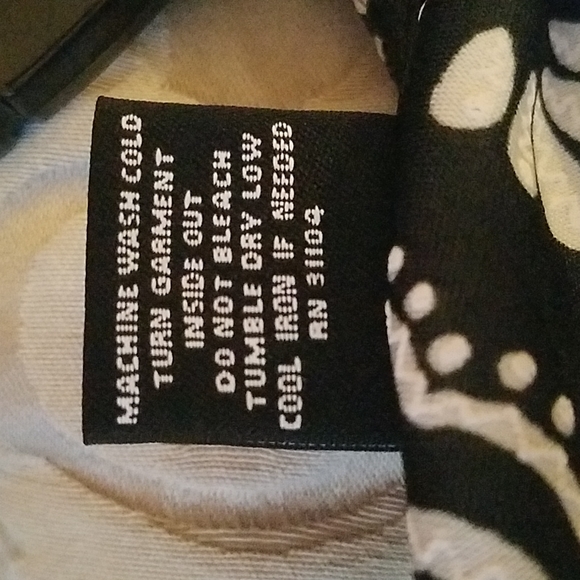 MACHINE WASH COLD
TURN GARMENT
INSIDE OUT
DO NOT BLEACH
TUMBLE DRY LOW
COOL IRON IF NEEDED
RN 31104